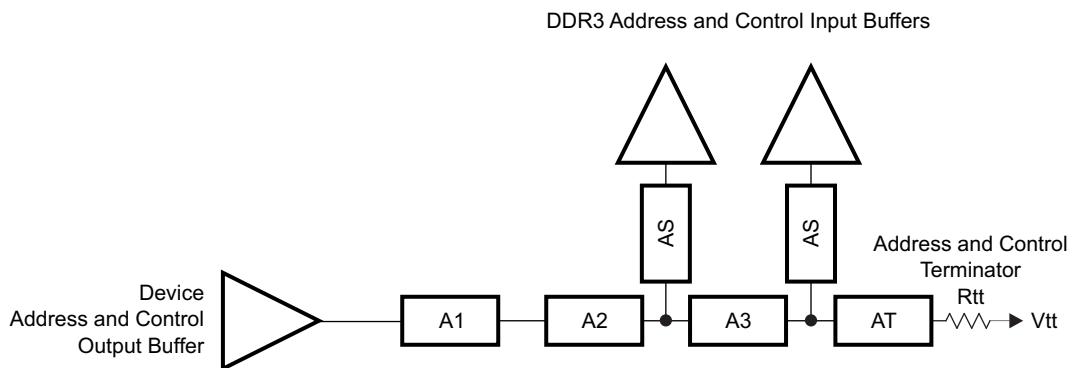 DDR3 Address and Control Input Buffers
AS
AS
Address and Control
Terminator
Rtt
Device
Address and Control
Output Buffer
A1
A2
A3
AT
Vtt